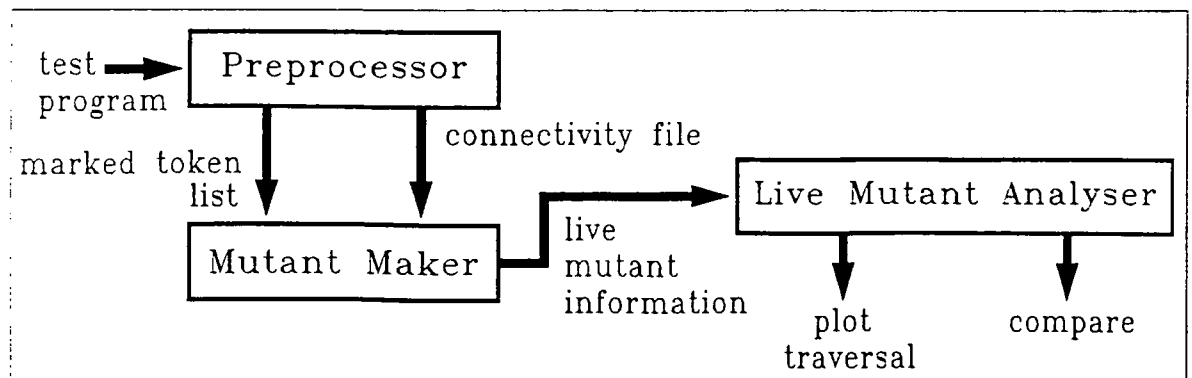 test
program
Preprocessor
marked token
list
connectivity file
Mutant Maker
live
mutant
information
Live Mutant Analyser
plot
traversal
compare